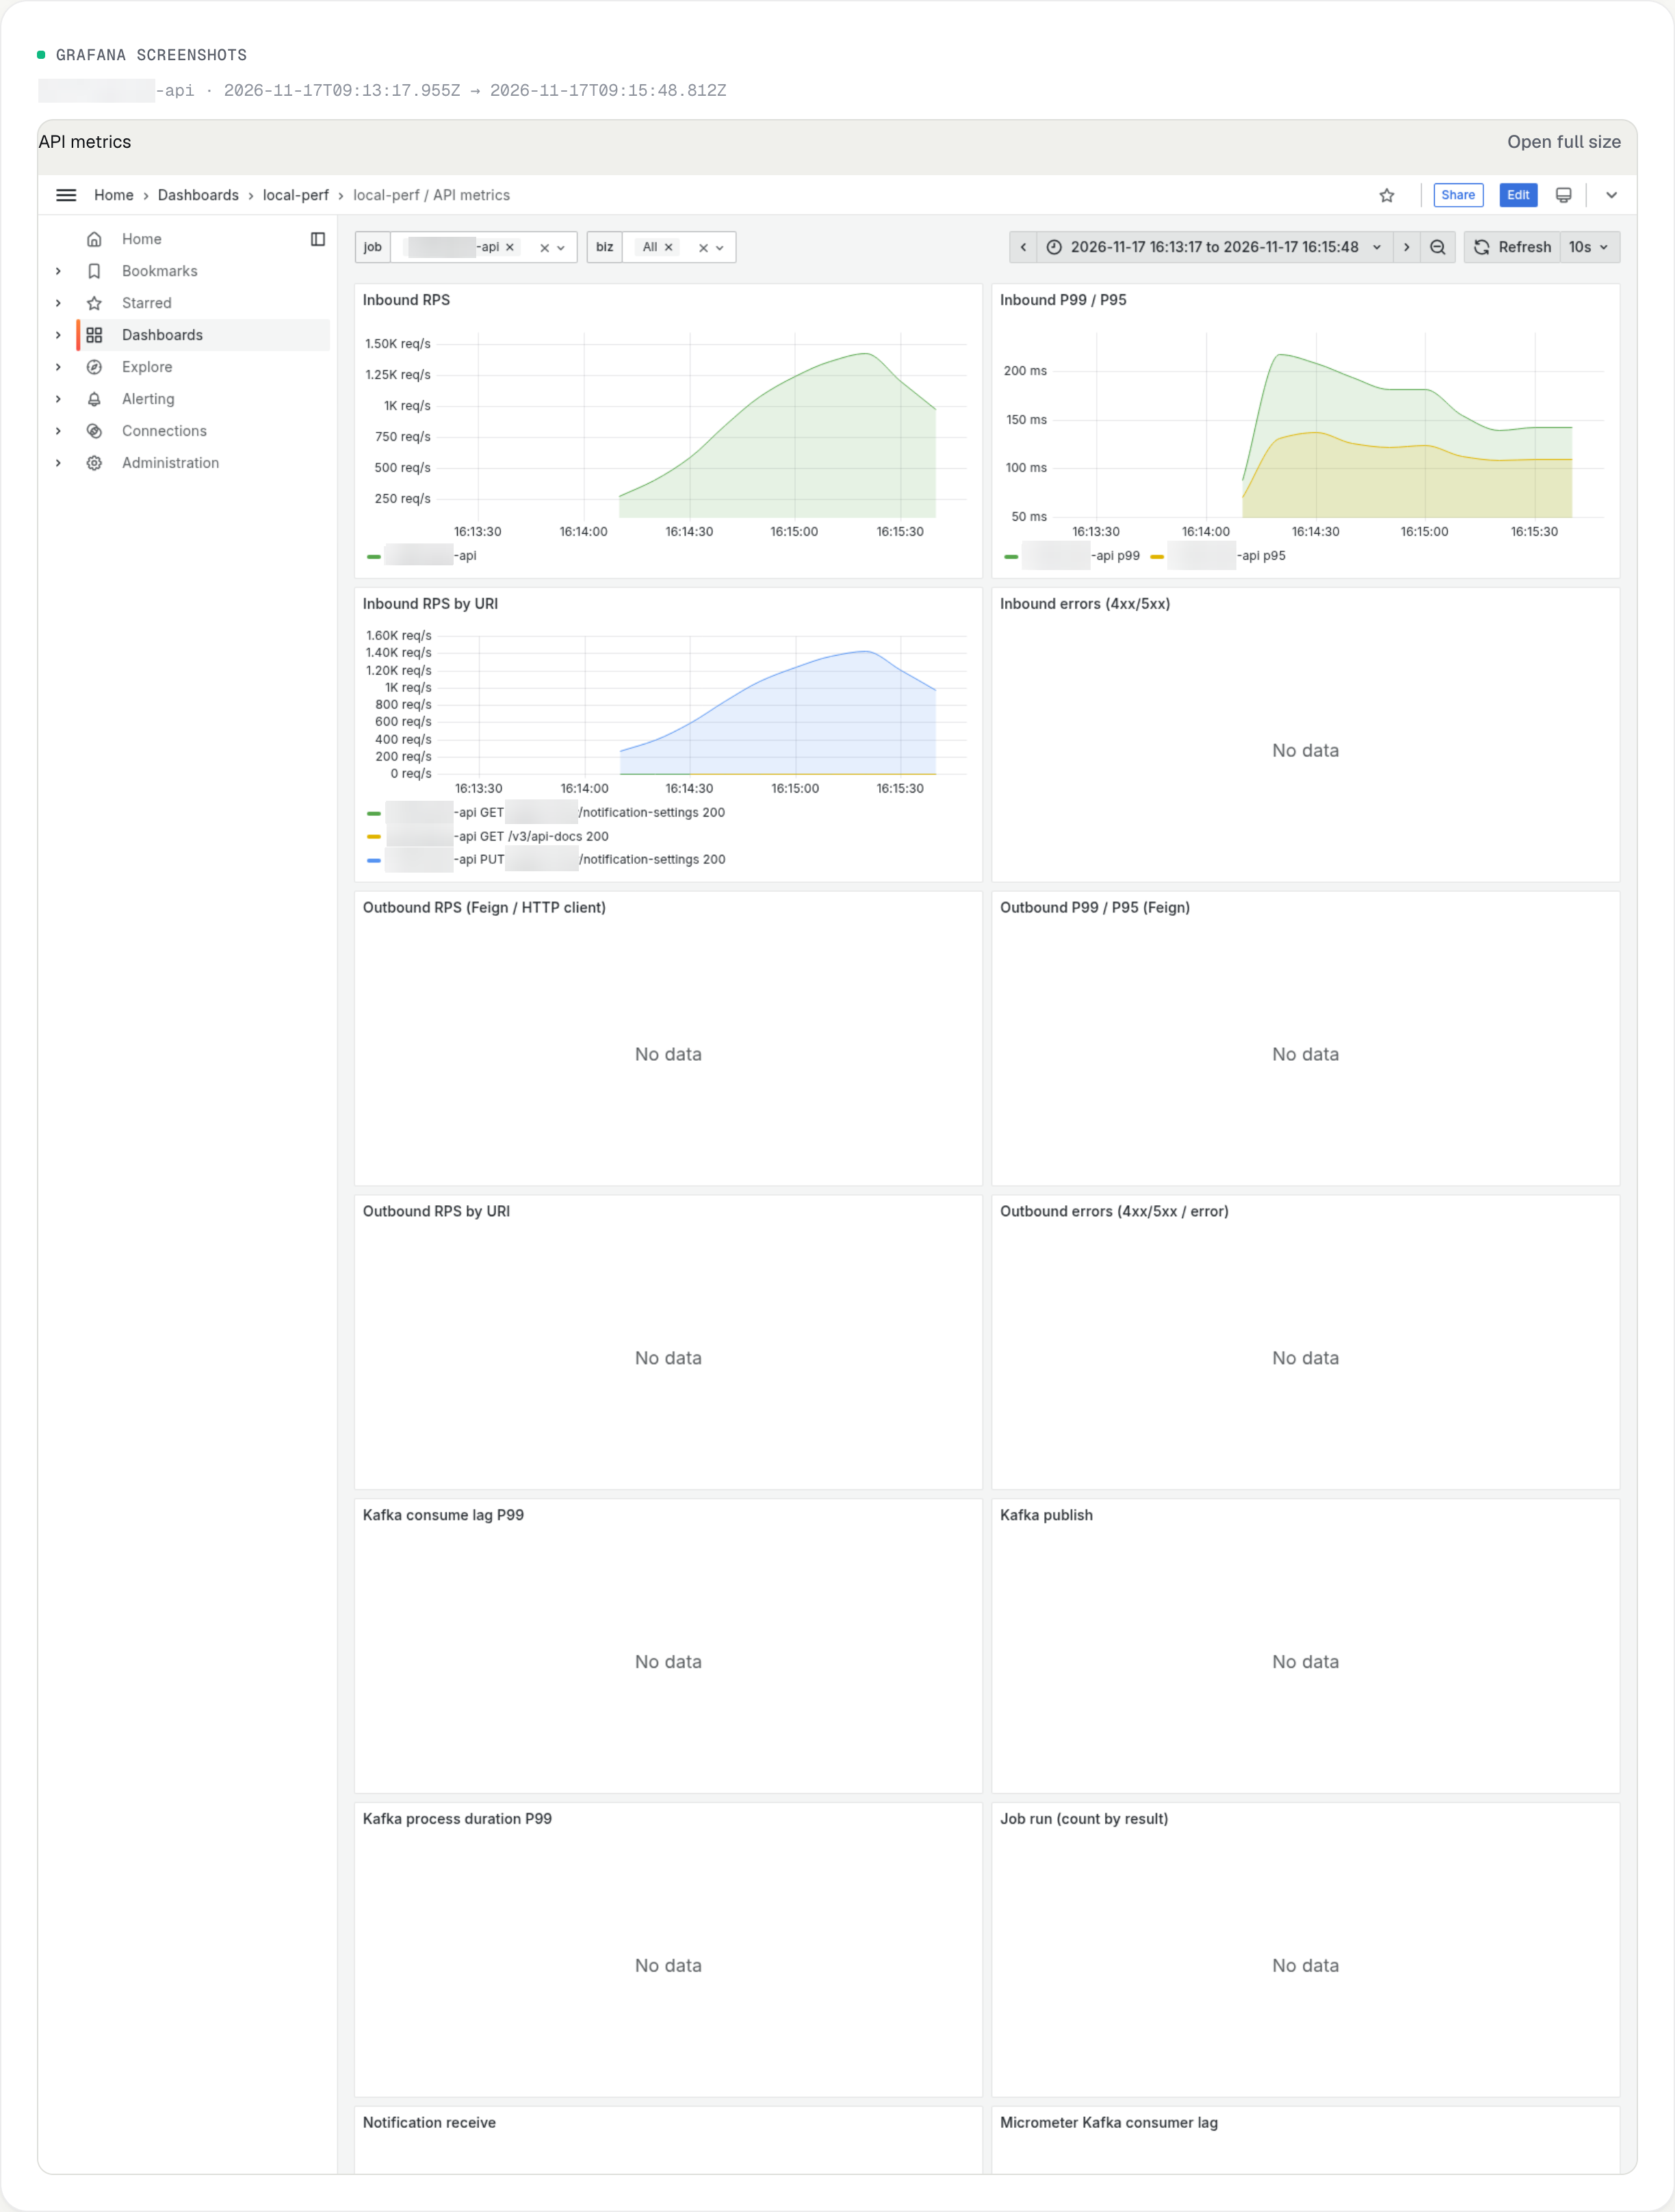 GRAFANA SCREENSHOTS
-api · 2026-11-17T09:13:17.955Z → 2026-11-17T09:15:48.812Z
API metrics
Open full size
Home › Dashboards › local-perf › local-perf / API metrics
Share
Edit
Home
Bookmarks
Starred
Dashboards
Explore
Alerting
Connections
Administration
job
-api
biz
All
2026-11-17 16:13:17 to 2026-11-17 16:15:48
Refresh
10s
Inbound RPS
1.50K req/s
1.25K req/s
1K req/s
750 req/s
500 req/s
250 req/s
16:13:30 16:14:00 16:14:30 16:15:00 16:15:30
-api
Inbound P99 / P95
200 ms
150 ms
100 ms
50 ms
16:13:30 16:14:00 16:14:30 16:15:00 16:15:30
-api p99 -api p95
Inbound RPS by URI
1.60K req/s
1.40K req/s
1.20K req/s
1K req/s
800 req/s
600 req/s
400 req/s
200 req/s
0 req/s
16:13:30 16:14:00 16:14:30 16:15:00 16:15:30
-api GET /notification-settings 200
-api GET /v3/api-docs 200
-api PUT /notification-settings 200
Inbound errors (4xx/5xx)
No data
Outbound RPS (Feign / HTTP client)
No data
Outbound P99 / P95 (Feign)
No data
Outbound RPS by URI
No data
Outbound errors (4xx/5xx / error)
No data
Kafka consume lag P99
No data
Kafka publish
No data
Kafka process duration P99
No data
Job run (count by result)
No data
Notification receive
Micrometer Kafka consumer lag